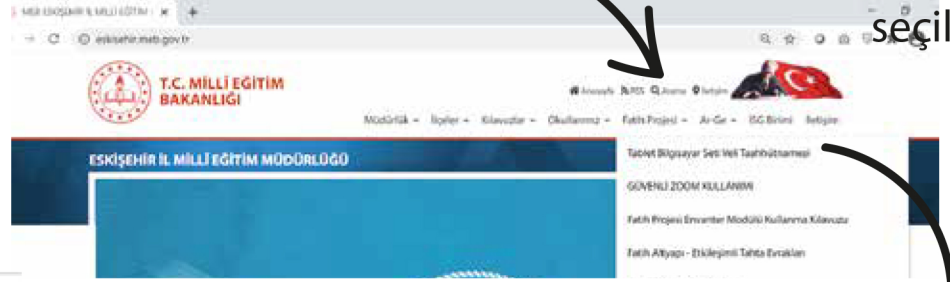 MEB ESKİŞEHİR İL MİLLİ EĞİTİM
eskisehir.meb.gov.tr
seçil
T.C. MİLLİ EĞİTİM
BAKANLIĞI
Anasayfa RSS Arama İletişim
Müdürlük İlçeler Kılavuzlar Okullarımız Fatih Projesi Ar-Ge İSG Birimi İletişim
ESKİŞEHİR İL MİLLÎ EĞİTİM MÜDÜRLÜĞÜ
Tablet Bilgisayar Seti Veli Taahhütnamesi
GÜVENLİ ZOOM KULLANIMI
Fatih Projesi Envanter Modülü Kullanma Kılavuzu
Fatih Altyapı - Etkileşimli Tahta Evrakları